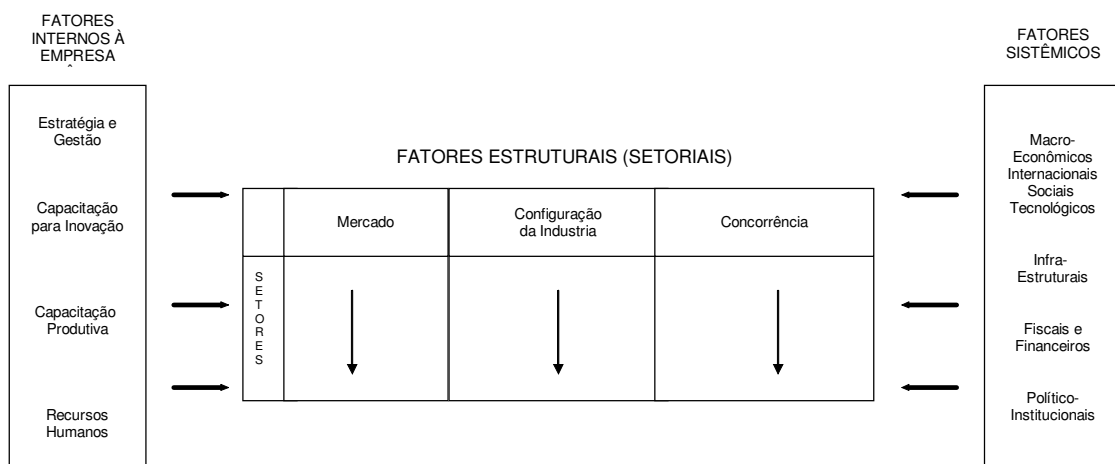 FATORES
INTERNOS À
EMPRESA
Estratégia e
Gestão
Capacitação
para Inovação
Capacitação
Produtiva
Recursos
Humanos
FATORES ESTRUTURAIS (SETORIAIS)
Mercado
Configuração
da Industria
Concorrência
SETORES
FATORES
SISTÊMICOS
Macro-
Econômicos
Internacionais
Sociais
Tecnológicos
Infra-
Estruturais
Fiscais e
Financeiros
Político-
Institucionais